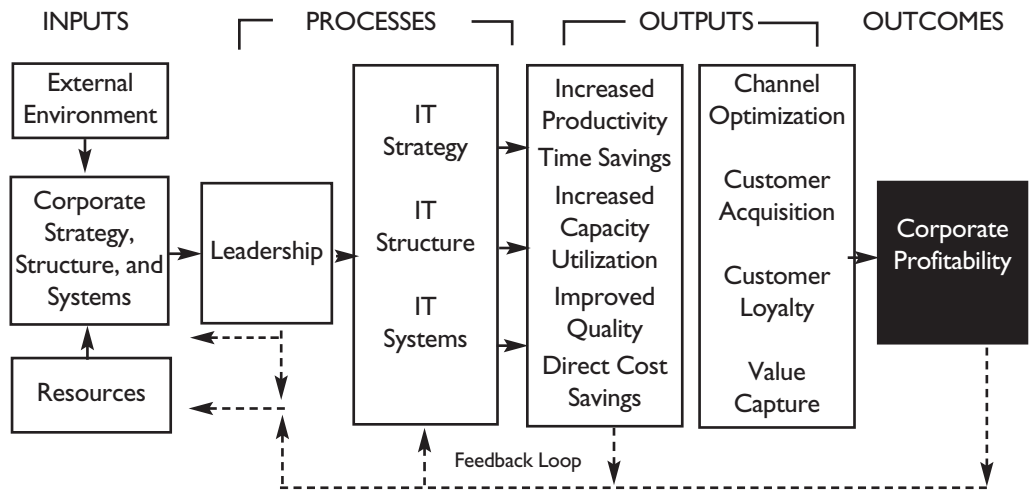 INPUTS
PROCESSES
OUTPUTS
OUTCOMES
External
Environment
Corporate
Strategy,
Structure, and
Systems
Resources
Leadership
IT
Strategy
IT
Structure
IT
Systems
Increased
Productivity
Time Savings
Increased
Capacity
Utilization
Improved
Quality
Direct Cost
Savings
Channel
Optimization
Customer
Acquisition
Customer
Loyalty
Value
Capture
Corporate
Profitability
Feedback Loop